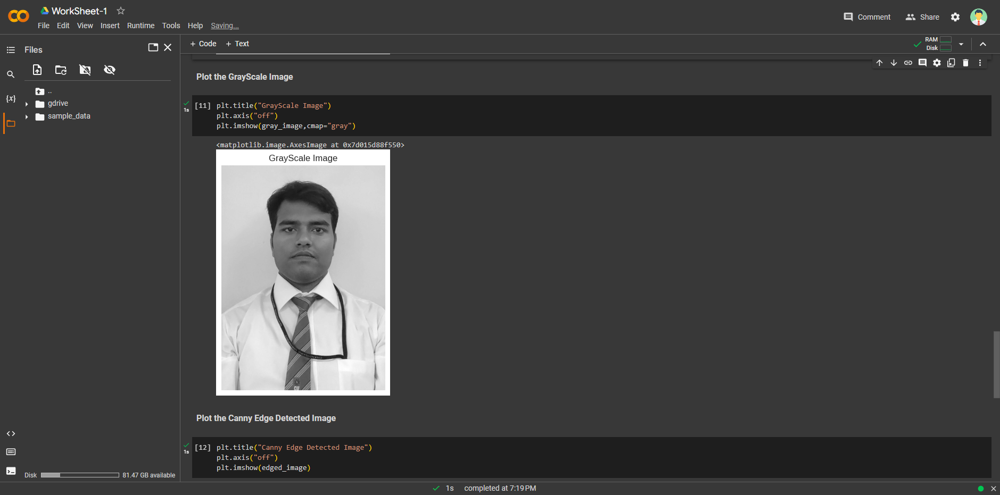 WorkSheet-1
File Edit View Insert Runtime Tools Help Saving...
Comment Share
Files
+ Code + Text
RAM
Disk
..
gdrive
sample_data
{x}
Plot the GrayScale Image
1s
[11] plt.title("GrayScale Image")
plt.axis("off")
plt.imshow(gray_image,cmap="gray")
<matplotlib.image.AxesImage at 0x7d015d88f550>
GrayScale Image
CU
Plot the Canny Edge Detected Image
1s
[12] plt.title("Canny Edge Detected Image")
plt.axis("off")
plt.imshow(edged_image)
Disk 81.47 GB available
1s completed at 7:19 PM